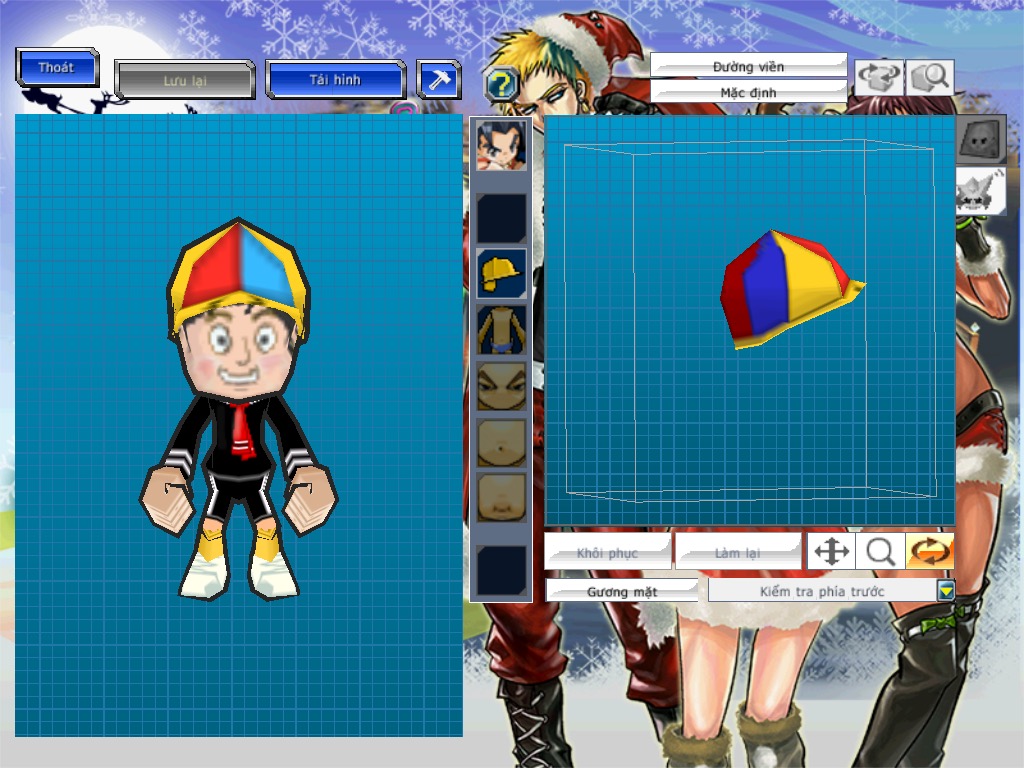 Thoát
Lưu lại
Tải hình
?
Đường viền
Mặc định
Khôi phục
Làm lại
Gương mặt
Kiểm tra phía trước